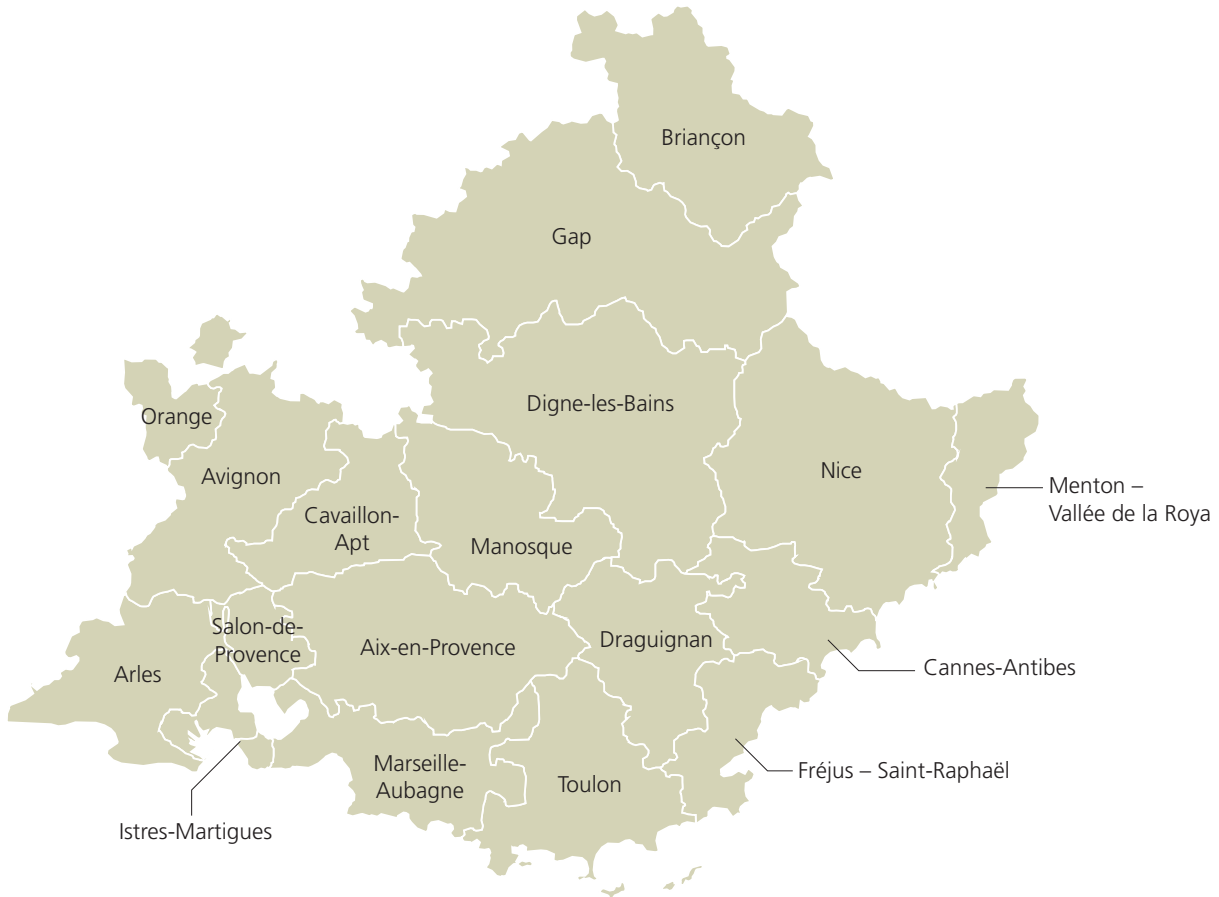 Briançon
Gap
Digne-les-Bains
Orange
Avignon
Nice
Menton –
Vallée de la Roya
Cavaillon-
Apt
Manosque
Salon-de-
Provence
Aix-en-Provence
Draguignan
Arles
Cannes-Antibes
Marseille-
Aubagne
Toulon
Fréjus – Saint-Raphaël
Istres-Martigues